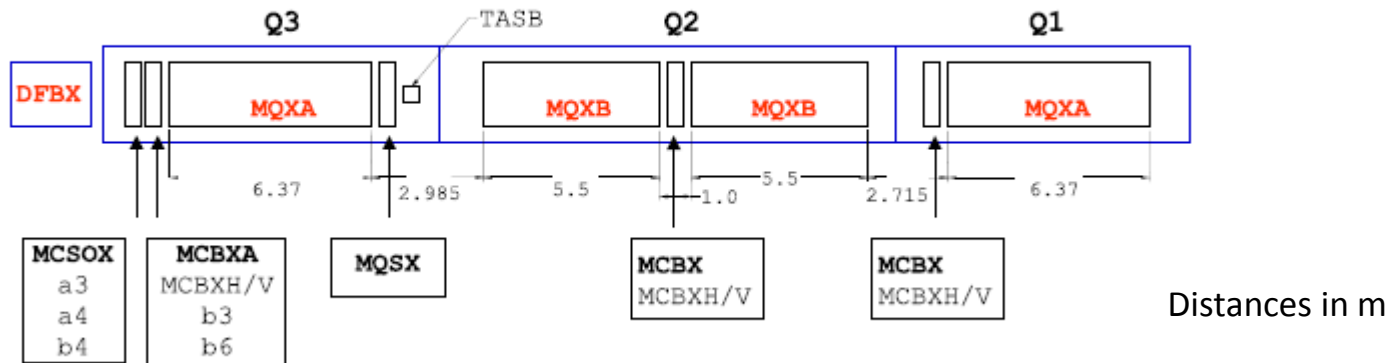 Q3
TASB
Q2
Q1
DFBX
MQXA
MQXB
MQXB
MQXA
6.37
2.985
5.5
1.0
5.5
2.715
6.37
MCSOX
a3
a4
b4
MCBXA
MCBXH/V
b3
b6
MQSX
MCBX
MCBXH/V
MCBX
MCBXH/V
Distances in m